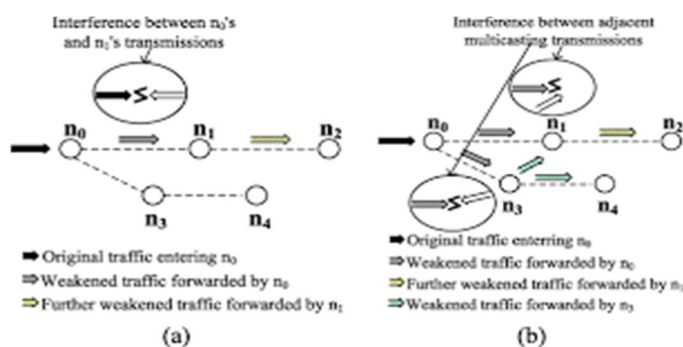 Interference between n0's
and n1's transmissions
n0
n1
n2
n3
n4
Original traffic entering n0
Weakened traffic forwarded by n0
Further weakened traffic forwarded by n1
(a)
Interference between adjacent
multicasting transmissions
n0
n1
n2
n3
n4
Original traffic enterring n0
Weakened traffic forwarded by n0
Further weakened traffic forwarded by n1
Weakened traffic forwarded by n3
(b)